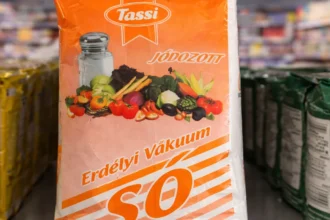 Tassi
JÓDOZOTT
Erdélyi Vákuum
SÓ